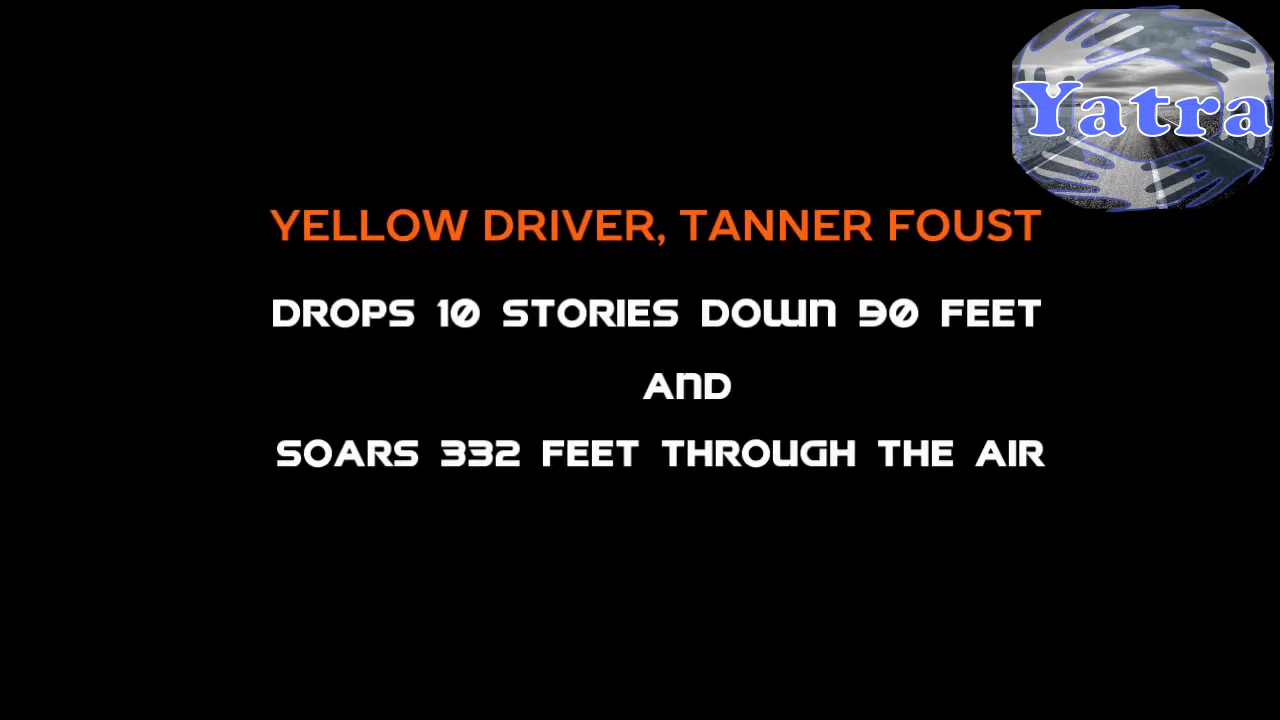 Yatra
YELLOW DRIVER, TANNER FOUST
DROPS 10 STORIES DOWN 90 FEET
AND
SOARS 332 FEET THROUGH THE AIR